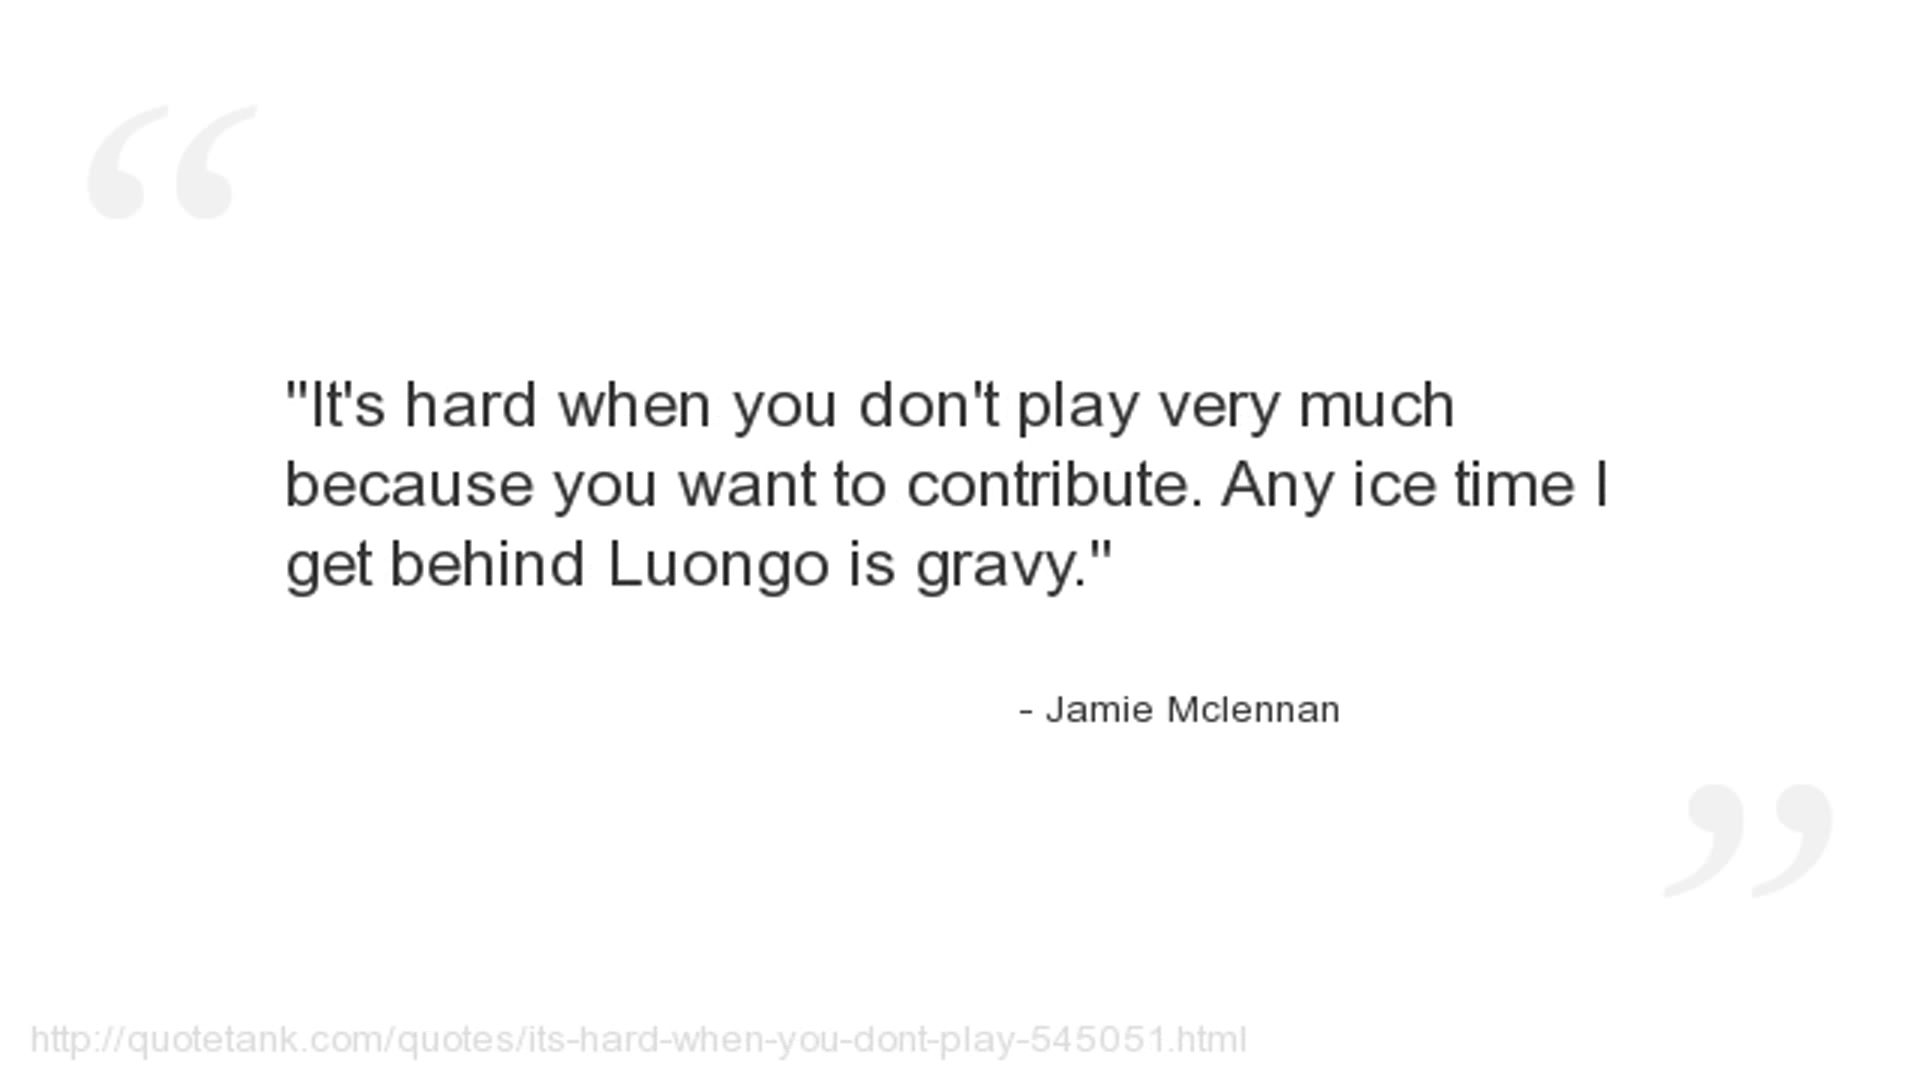 "It's hard when you don't play very much
because you want to contribute. Any ice time I
get behind Luongo is gravy."
- Jamie Mclennan
http://quotetank.com/quotes/its-hard-when-you-dont-play-545051.html